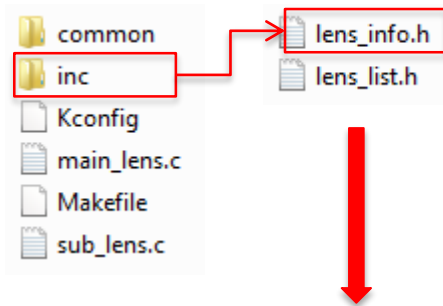 common
inc
Kconfig
main_lens.c
Makefile
sub_lens.c
lens_info.h
lens_list.h